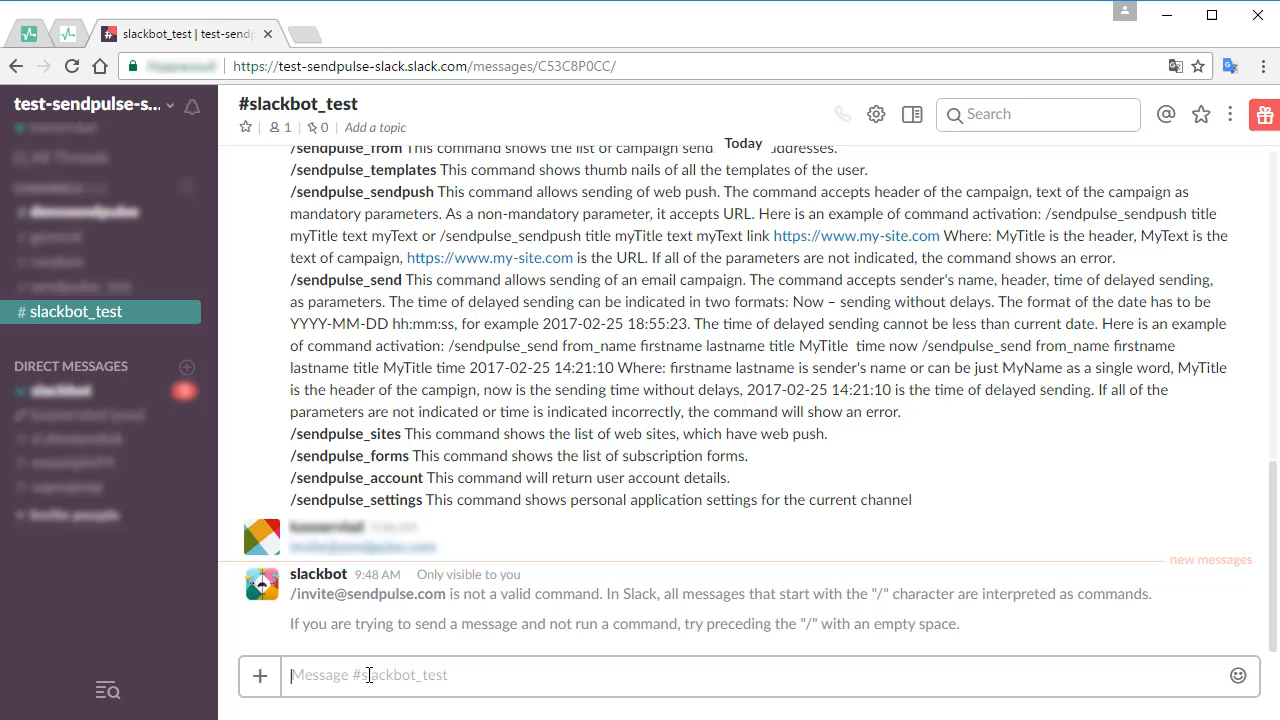 slackbot_test | test-send
https://test-sendpulse-slack.slack.com/messages/C53C8P0CC/
test-sendpulse-s...
#slackbot_test
1
0
Add a topic
Search
All Threads
CHANNELS
# demosendpulse
# general
# random
# slackbot_test
DIRECT MESSAGES
slackbot
+ Invite people
Today
/sendpulse_from This command shows the list of campaign send addresses.
/sendpulse_templates This command shows thumb nails of all the templates of the user.
/sendpulse_sendpush This command allows sending of web push. The command accepts header of the campaign, text of the campaign as
mandatory parameters. As a non-mandatory parameter, it accepts URL. Here is an example of command activation: /sendpulse_sendpush title
myTitle text myText or /sendpulse_sendpush title myTitle text myText link https://www.my-site.com Where: MyTitle is the header, MyText is the
text of campaign, https://www.my-site.com is the URL. If all of the parameters are not indicated, the command shows an error.
/sendpulse_send This command allows sending of an email campaign. The command accepts sender's name, header, time of delayed sending,
as parameters. The time of delayed sending can be indicated in two formats: Now – sending without delays. The format of the date has to be
YYYY-MM-DD hh:mm:ss, for example 2017-02-25 18:55:23. The time of delayed sending cannot be less than current date. Here is an example
of command activation: /sendpulse_send from_name firstname lastname title MyTitle  time now /sendpulse_send from_name firstname
lastname title MyTitle time 2017-02-25 14:21:10 Where: firstname lastname is sender's name or can be just MyName as a single word, MyTitle
is the header of the campign, now is the sending time without delays, 2017-02-25 14:21:10 is the time of delayed sending. If all of the
parameters are not indicated or time is indicated incorrectly, the command will show an error.
/sendpulse_sites This command shows the list of web sites, which have web push.
/sendpulse_forms This command shows the list of subscription forms.
/sendpulse_account This command will return user account details.
/sendpulse_settings This command shows personal application settings for the current channel
invite@sendpulse.com
new messages
slackbot 9:48 AM Only visible to you
/invite@sendpulse.com is not a valid command. In Slack, all messages that start with the "/" character are interpreted as commands.
If you are trying to send a message and not run a command, try preceding the "/" with an empty space.
Message #slackbot_test